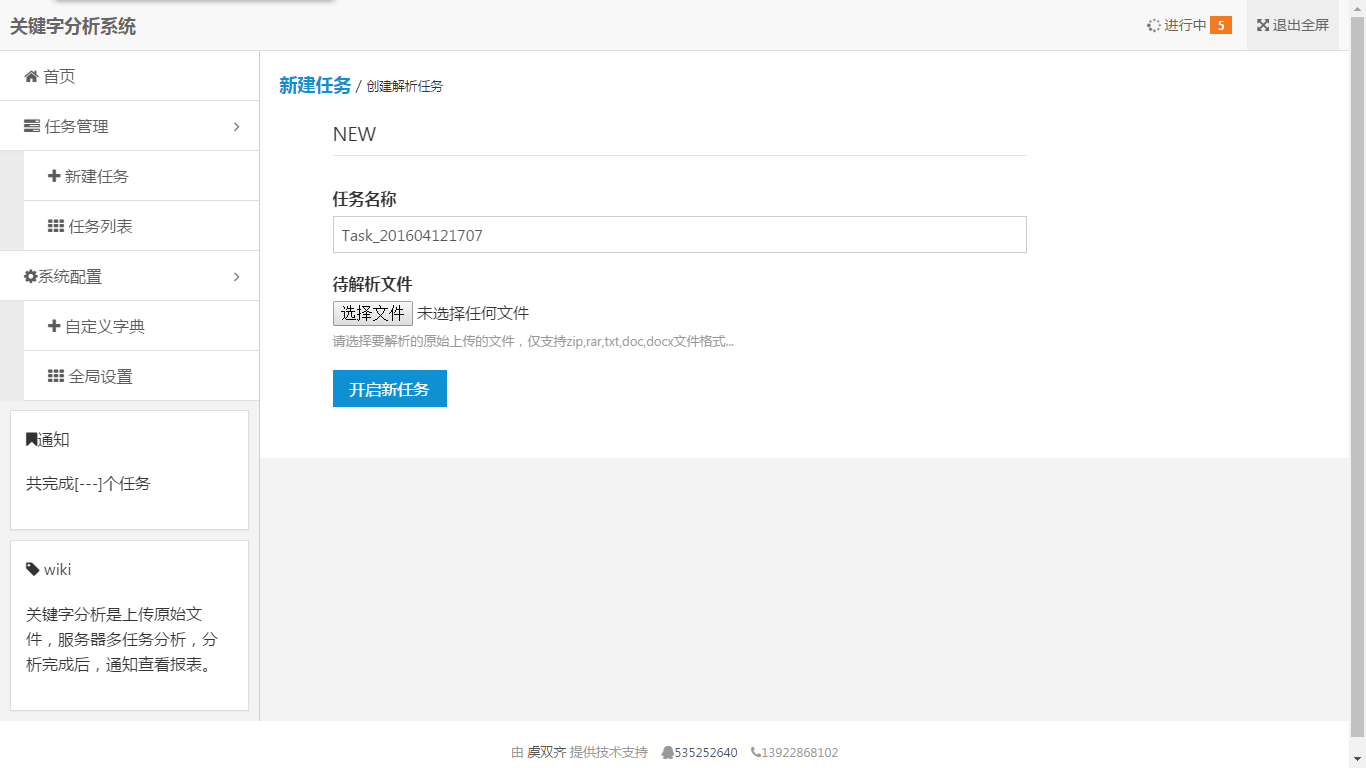 关键字分析系统
进行中 5
退出全屏
首页
任务管理
新建任务
任务列表
系统配置
自定义字典
全局设置
通知
共完成[---]个任务
wiki
关键字分析是上传原始文
件，服务器多任务分析，分
析完成后，通知查看报表。
新建任务 / 创建解析任务
NEW
任务名称
Task_201604121707
待解析文件
选择文件 未选择任何文件
请选择要解析的原始上传的文件，仅支持zip,rar,txt,doc,docx文件格式...
开启新任务
由 虞双齐 提供技术支持 535252640 13922868102